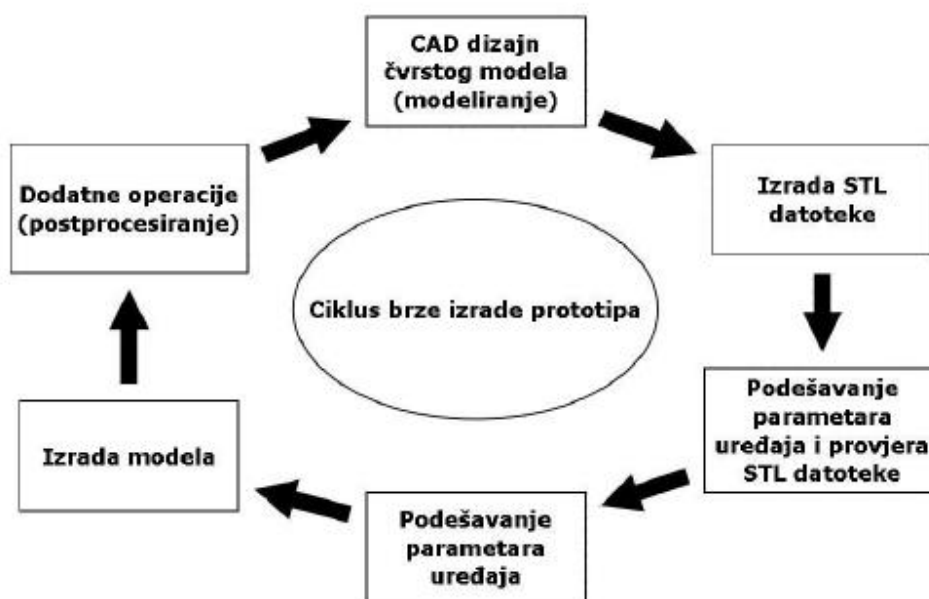 CAD dizajn
čvrstog modela
(modeliranje)
Izrada STL
datoteke
Podešavanje
parametara
uređaja i provjera
STL datoteke
Podešavanje
parametara
uređaja
Izrada modela
Dodatne operacije
(postprocesiranje)
Ciklus brze izrade prototipa